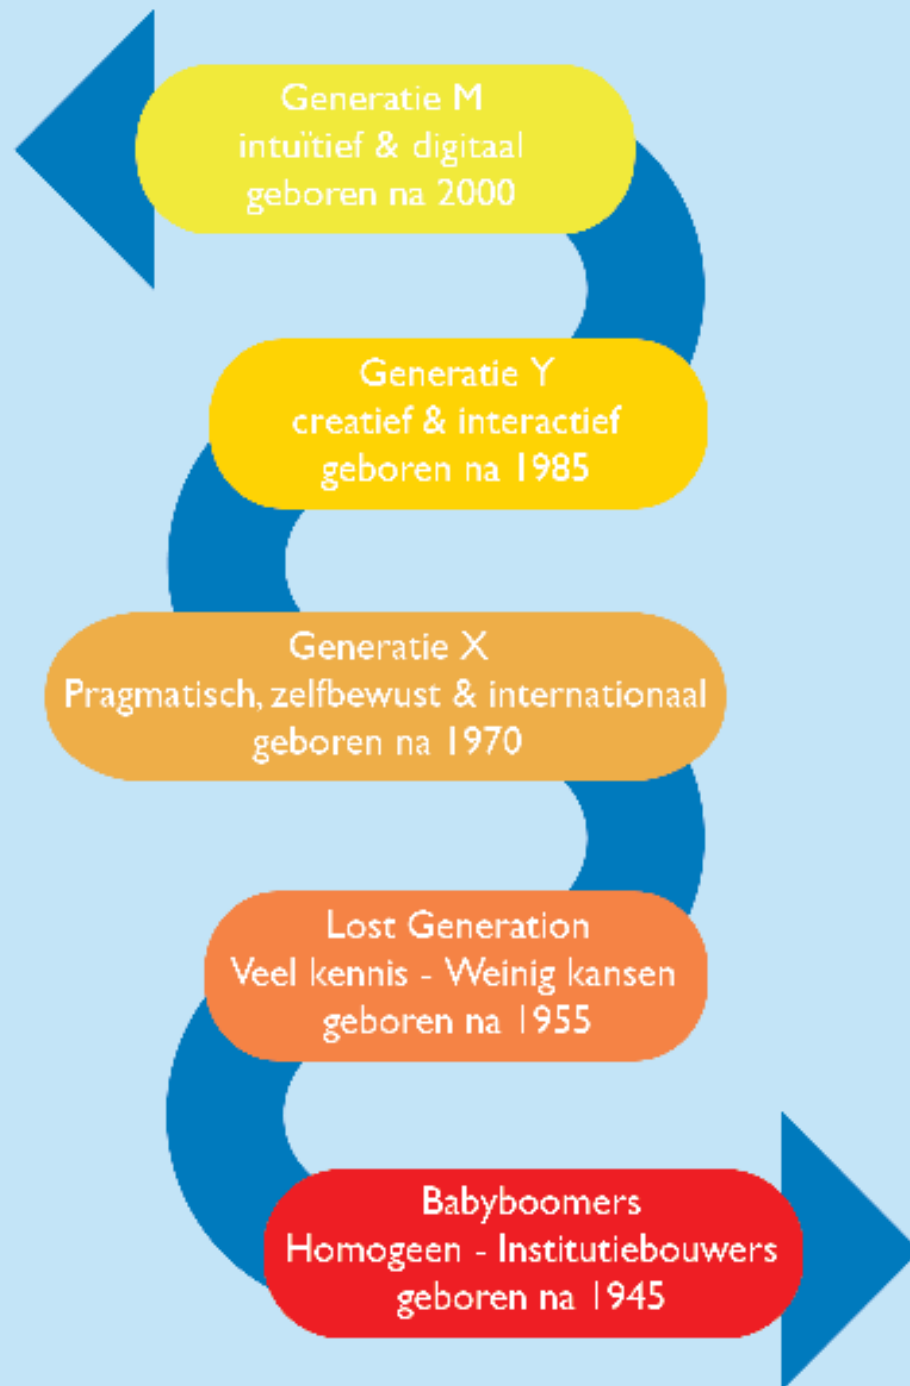 Generatie M
intuïtief & digitaal
geboren na 2000
Generatie Y
creatief & interactief
geboren na 1985
Generatie X
Pragmatisch, zelfbewust & internationaal
geboren na 1970
Lost Generation
Veel kennis - Weinig kansen
geboren na 1955
Babyboomers
Homogeen - Institutiebouwers
geboren na 1945